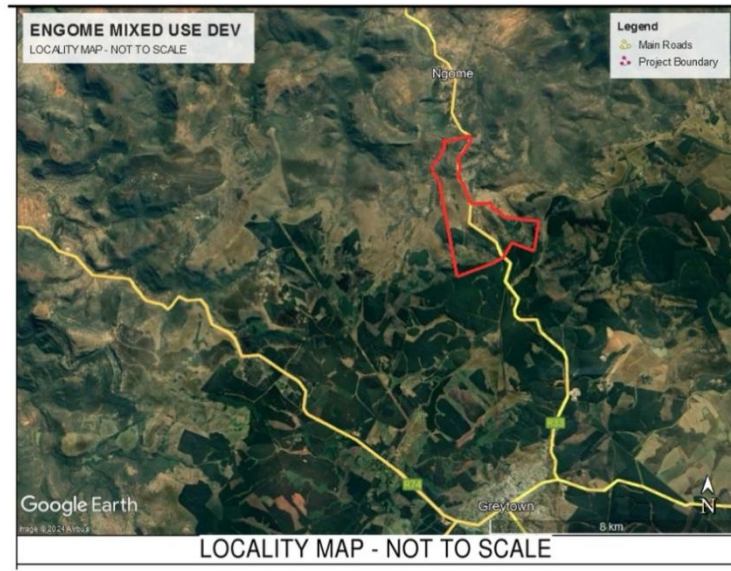 ENGOME MIXED USE DEV
LOCALITY MAP - NOT TO SCALE
Legend
Main Roads
Project Boundary
Ngome
R33
R74
Greytown
Google Earth
Image © 2024 Airbus
8 km
N
LOCALITY MAP - NOT TO SCALE